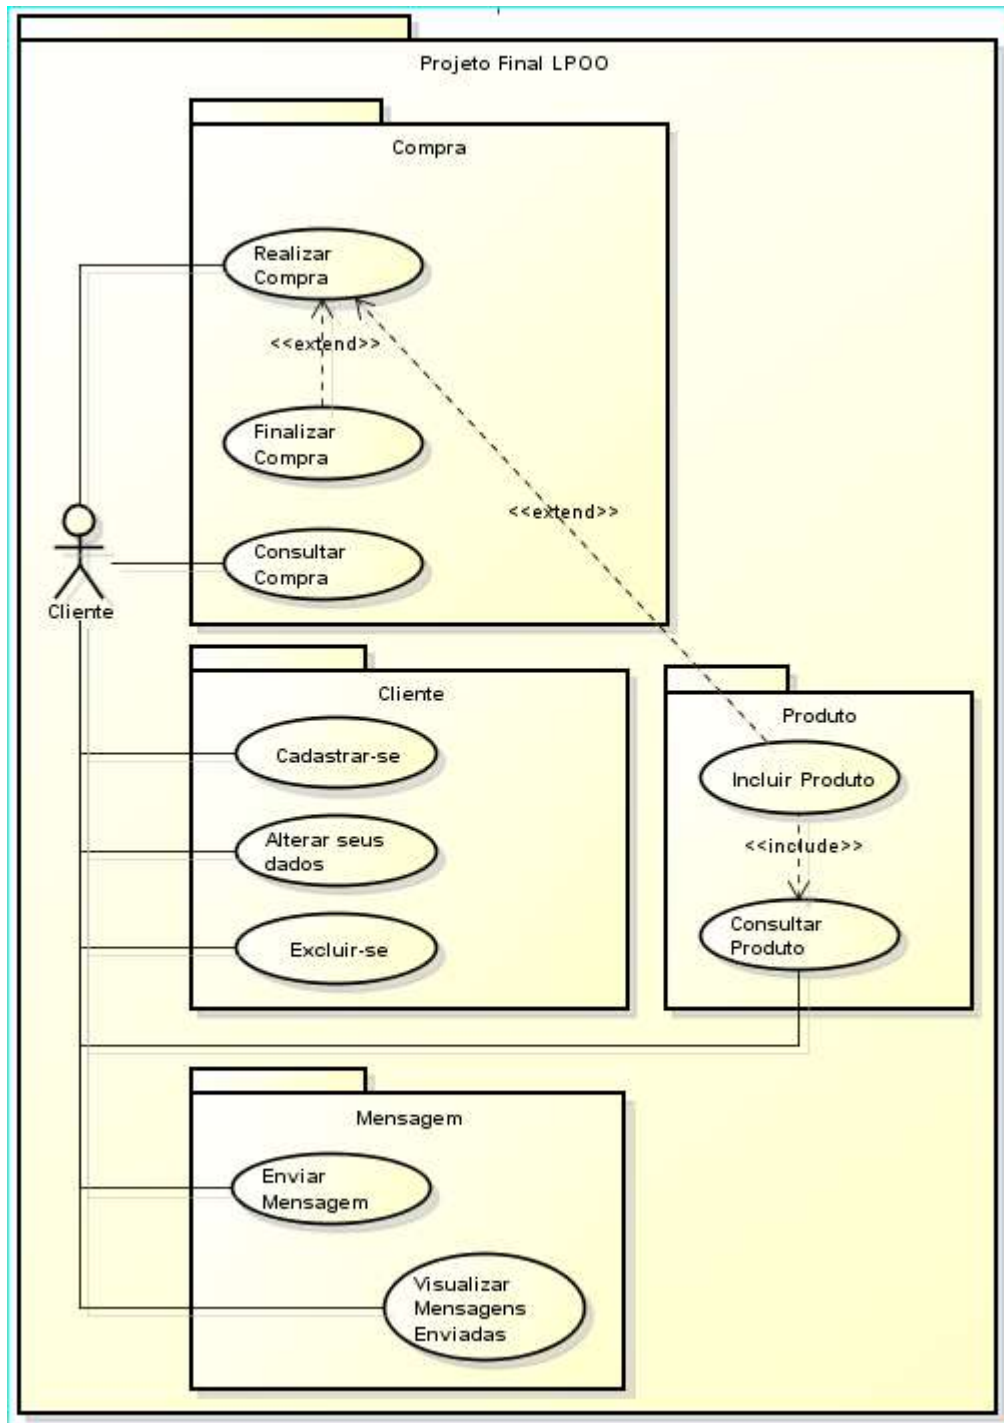 Projeto Final LPOO
Compra
Realizar
Compra
<<extend>>
Finalizar
Compra
<<extend>>
Consultar
Compra
Cliente
Cliente
Cadastrar-se
Alterar seus
dados
Excluir-se
Produto
Incluir Produto
<<include>>
Consultar
Produto
Mensagem
Enviar
Mensagem
Visualizar
Mensagens
Enviadas